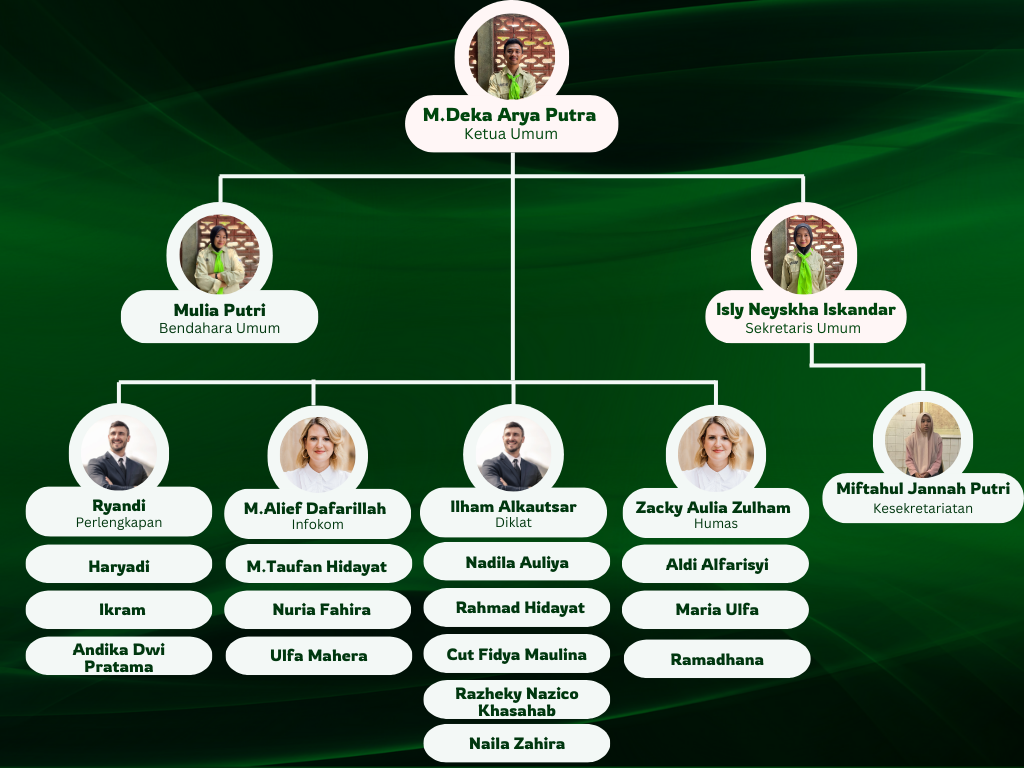 M.Deka Arya Putra
Ketua Umum
Mulia Putri
Bendahara Umum
Isly Neyskha Iskandar
Sekretaris Umum
Miftahul Jannah Putri
Kesekretariatan
Ryandi
Perlengkapan
Haryadi
Ikram
Andika Dwi
Pratama
M.Alief Dafarillah
Infokom
M.Taufan Hidayat
Nuria Fahira
Ulfa Mahera
Ilham Alkautsar
Diklat
Nadila Auliya
Rahmad Hidayat
Cut Fidya Maulina
Razheky Nazico
Khasahab
Naila Zahira
Zacky Aulia Zulham
Humas
Aldi Alfarisyi
Maria Ulfa
Ramadhana